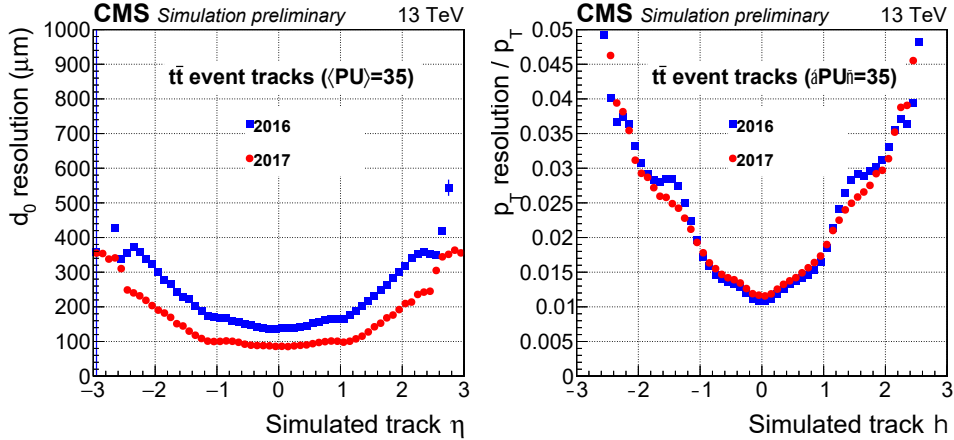 CMS Simulation preliminary 13 TeV
tt̄ event tracks (⟨PU⟩=35)
2016
2017
d₀ resolution (μm)
1000
900
800
700
600
500
400
300
200
100
0
−3 −2 −1 0 1 2 3
Simulated track η
CMS Simulation preliminary 13 TeV
tt̄ event tracks (áPUñ=35)
2016
2017
p_T resolution / p_T
0.05
0.045
0.04
0.035
0.03
0.025
0.02
0.015
0.01
0.005
0
-3 -2 -1 0 1 2 3
Simulated track h